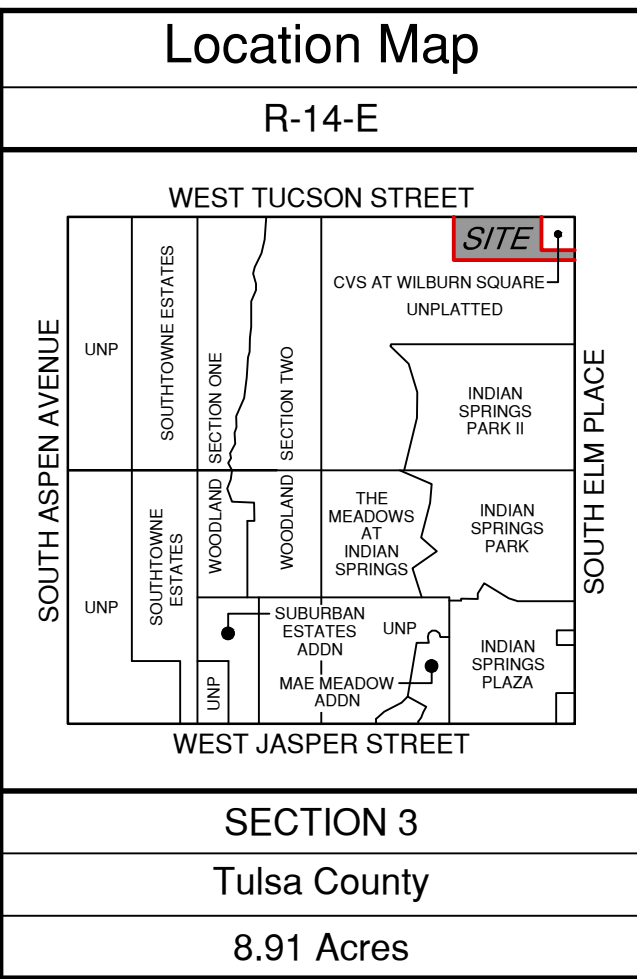 Location Map
R-14-E
WEST TUCSON STREET
SITE
CVS AT WILBURN SQUARE
UNPLATTED
SOUTH ASPEN AVENUE
UNP
SOUTHTOWNE ESTATES
WOODLAND SECTION ONE
WOODLAND SECTION TWO
INDIAN
SPRINGS
PARK II
SOUTH ELM PLACE
UNP
SOUTHTOWNE
ESTATES
THE
MEADOWS
AT
INDIAN
SPRINGS
INDIAN
SPRINGS
PARK
SUBURBAN
ESTATES
ADDN
UNP
INDIAN
SPRINGS
PLAZA
UNP
MAE MEADOW
ADDN
WEST JASPER STREET
SECTION 3
Tulsa County
8.91 Acres